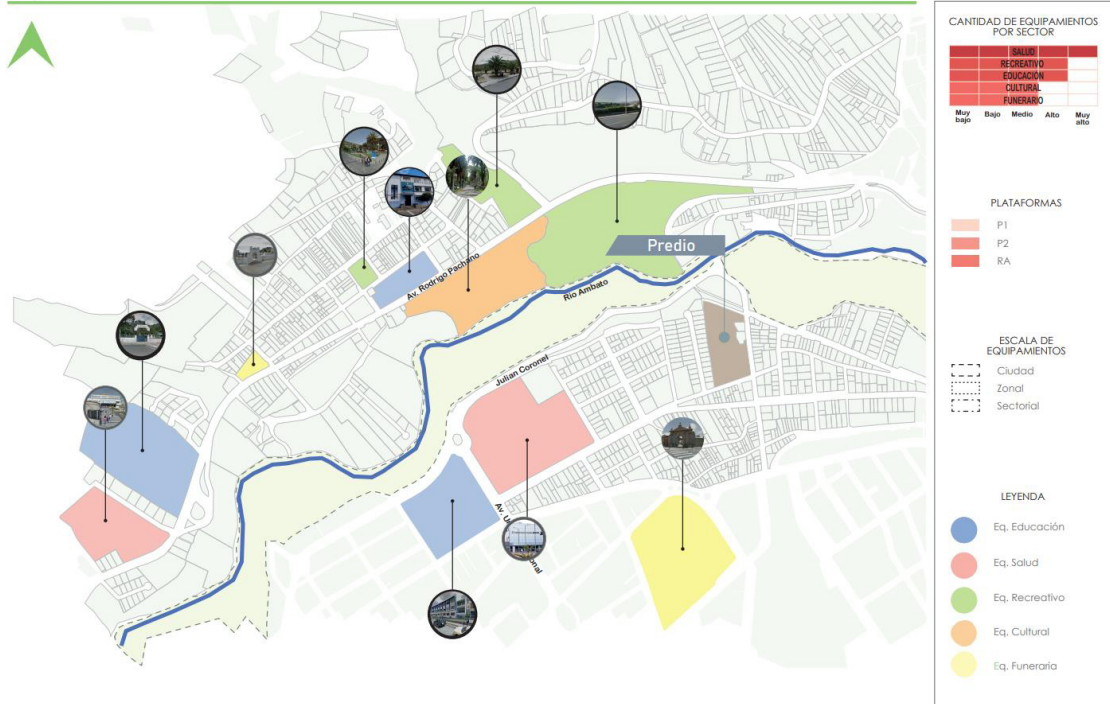 CANTIDAD DE EQUIPAMIENTOS
POR SECTOR
SALUD
RECREATIVO
EDUCACIÓN
CULTURAL
FUNERARIO
Muy bajo
Bajo
Medio
Alto
Muy alto
PLATAFORMAS
P1
P2
RA
ESCALA DE
EQUIPAMIENTOS
Ciudad
Zonal
Sectorial
LEYENDA
Eq. Educación
Eq. Salud
Eq. Recreativo
Eq. Cultural
Eq. Funeraria
Predio
Av. Rodrigo Pachano
Río Ambato
Julian Coronel